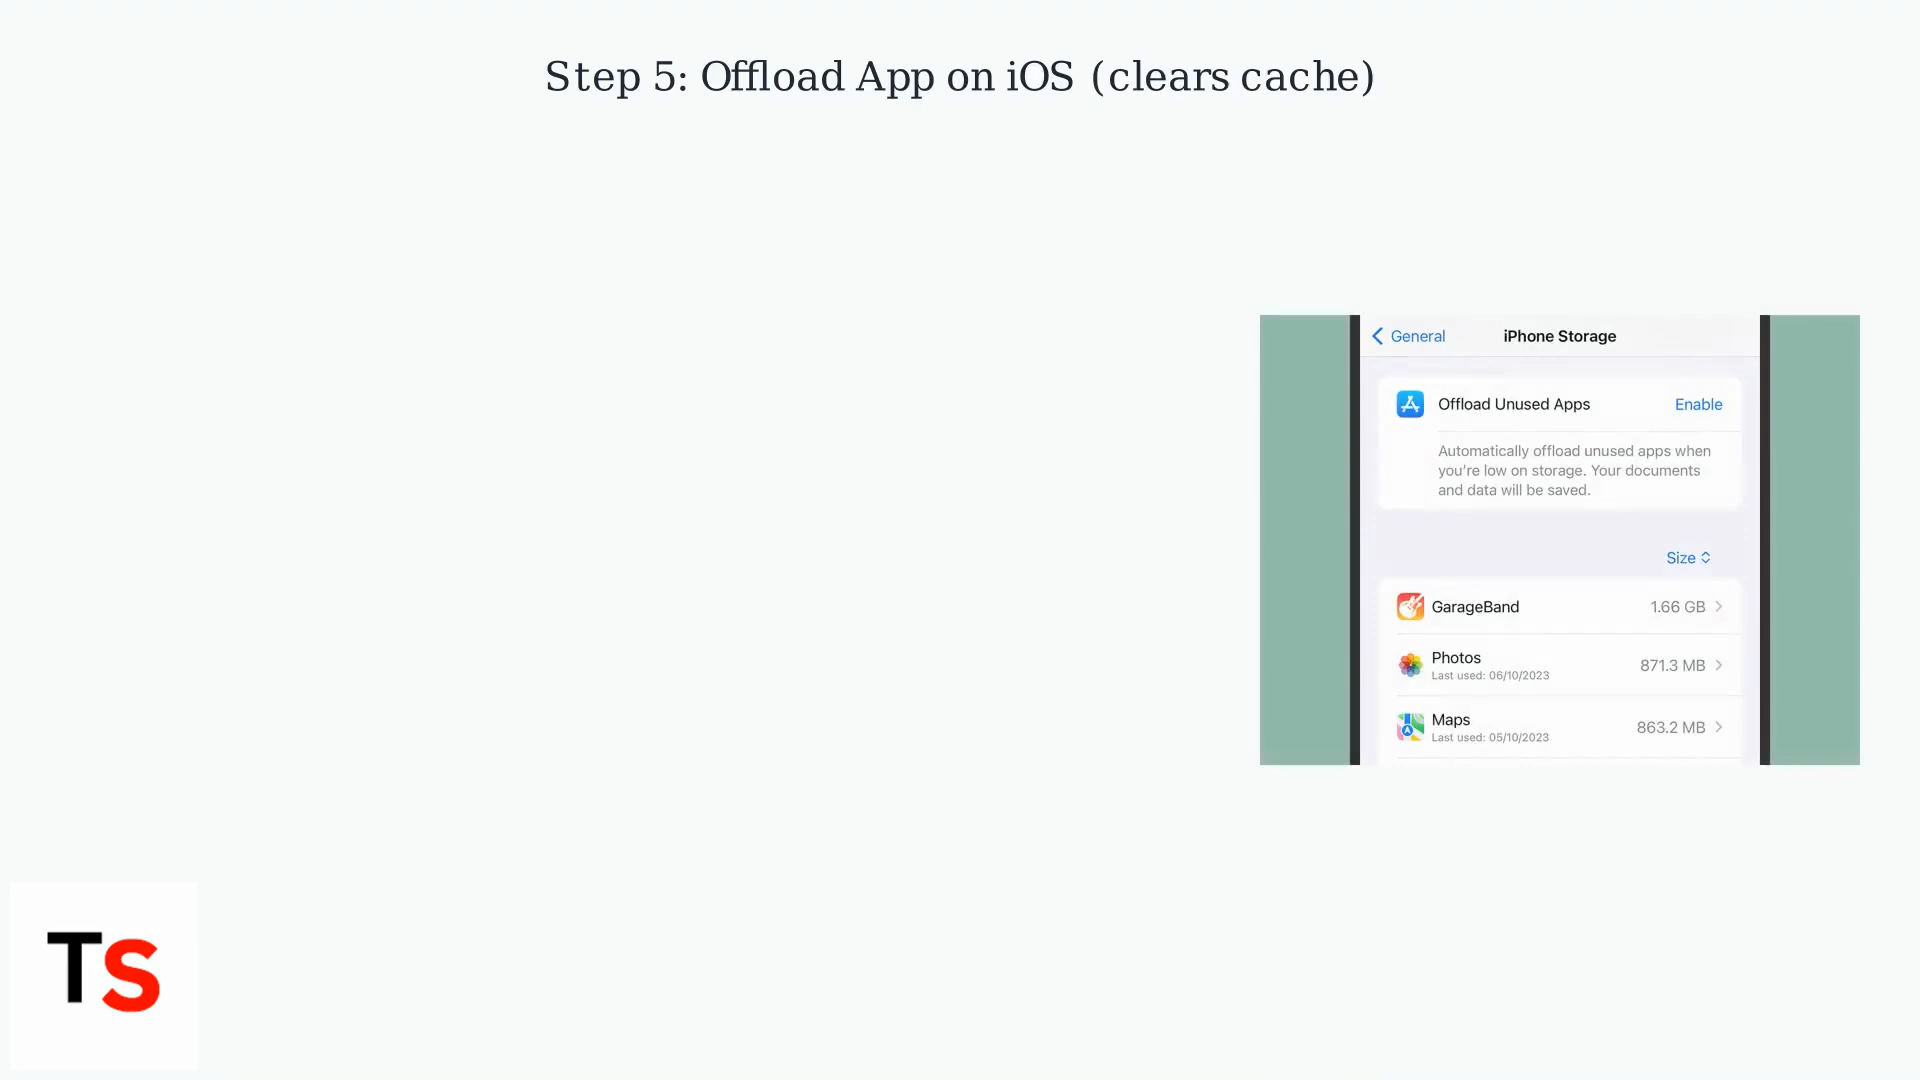 Step 5: Offload App on iOS (clears cache)
General
iPhone Storage
Offload Unused Apps
Enable
Automatically offload unused apps when
you're low on storage. Your documents
and data will be saved.
Size
GarageBand
1.66 GB
Photos
871.3 MB
Last used: 06/10/2023
Maps
863.2 MB
Last used: 05/10/2023
TS